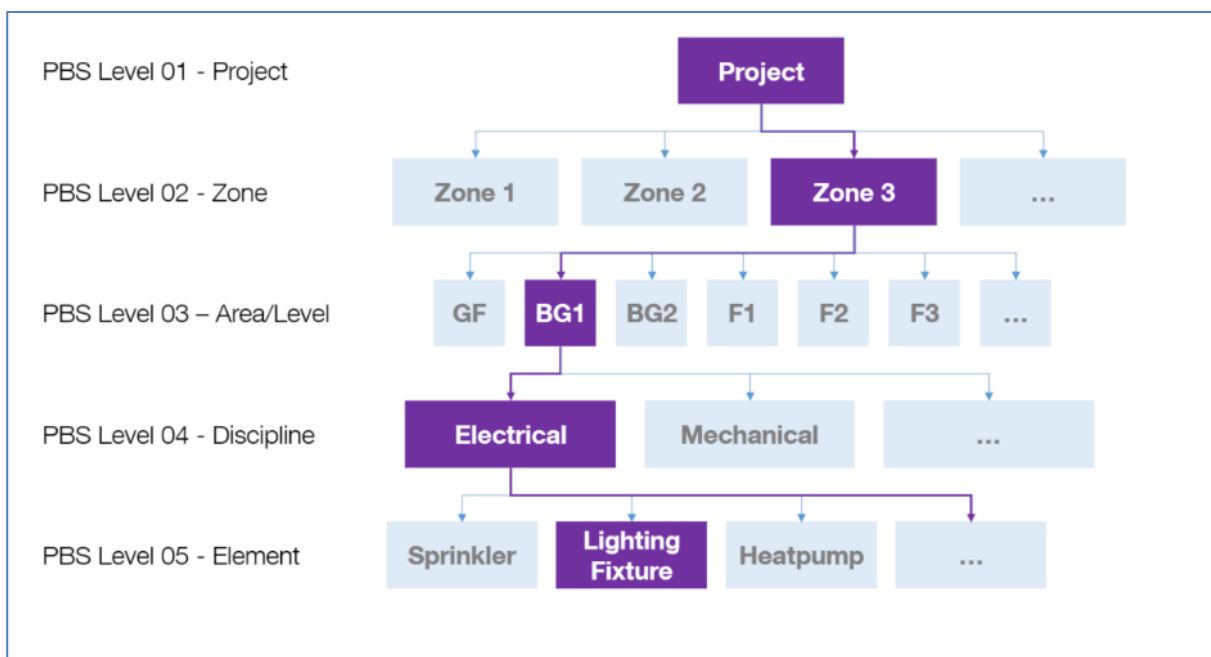 PBS Level 01 - Project
Project
PBS Level 02 - Zone
Zone 1
Zone 2
Zone 3
...
PBS Level 03 – Area/Level
GF
BG1
BG2
F1
F2
F3
...
PBS Level 04 - Discipline
Electrical
Mechanical
...
PBS Level 05 - Element
Sprinkler
Lighting
Fixture
Heatpump
...